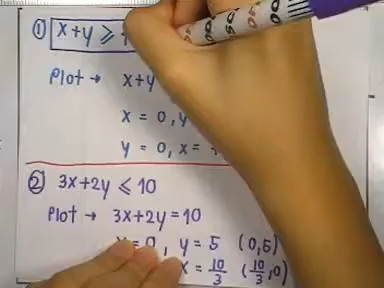 ① x+y ≥
Plot → x+y
x = 0, y
y = 0, x =
② 3x+2y ≤ 10
Plot → 3x+2y = 10
= 0, y = 5 (0,5)
x = 10/3 (10/3, 0)